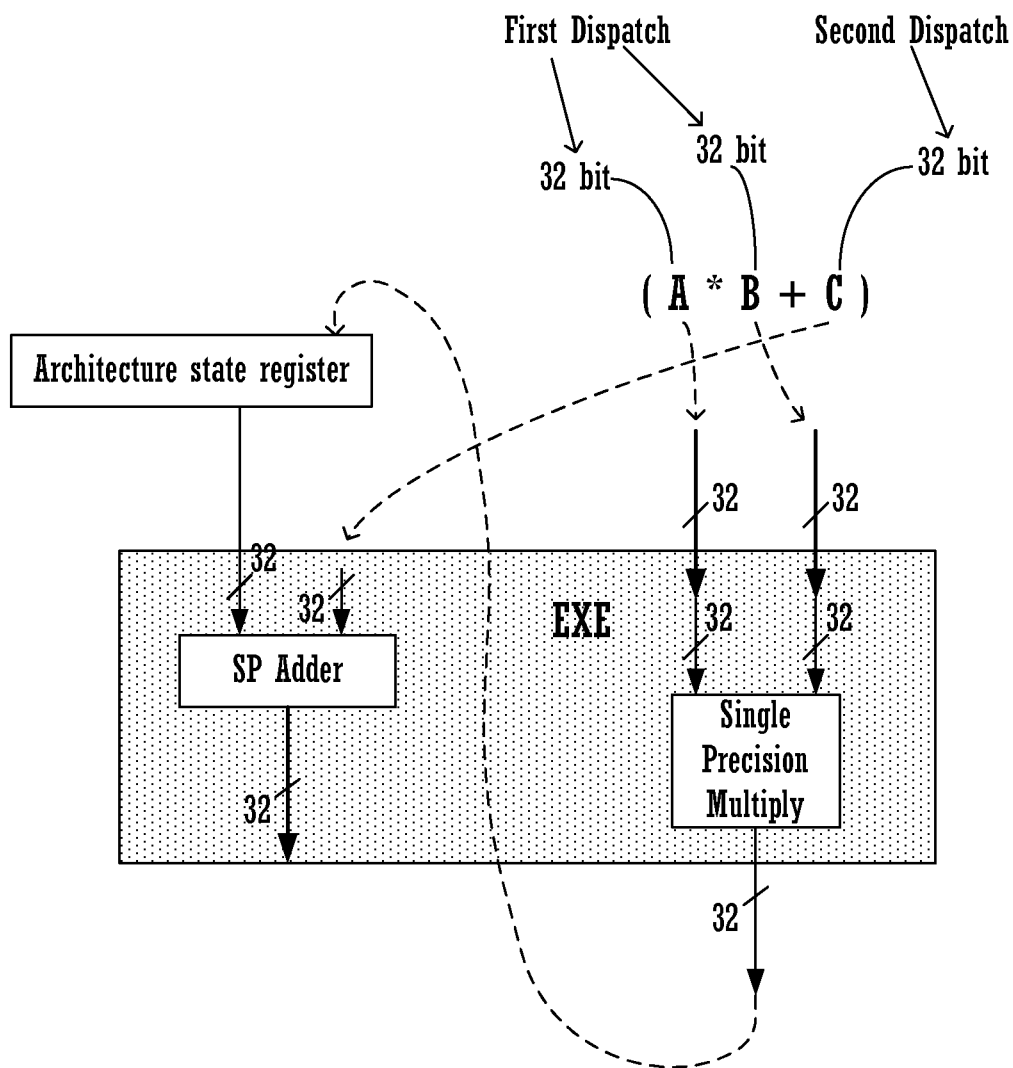 First Dispatch
Second Dispatch
32 bit
32 bit
32 bit
( A * B + C )
Architecture state register
32
32
32
32
EXE
32
32
SP Adder
Single
Precision
Multiply
32
32